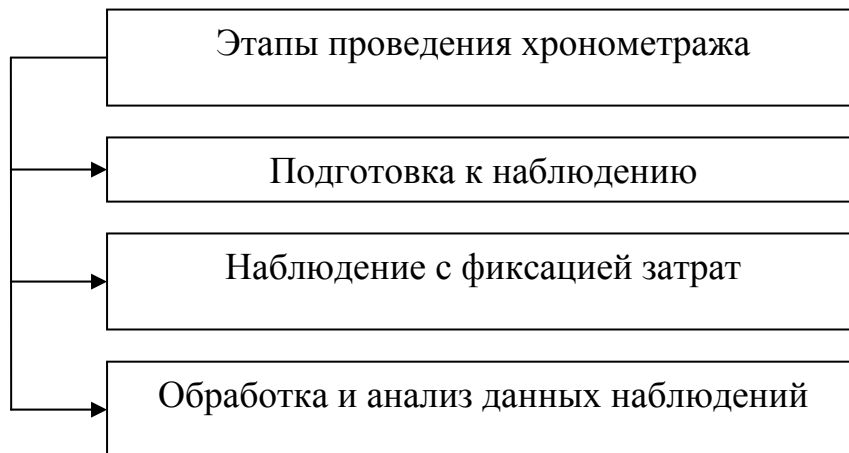 Этапы проведения хронометража
Подготовка к наблюдению
Наблюдение с фиксацией затрат
Обработка и анализ данных наблюдений